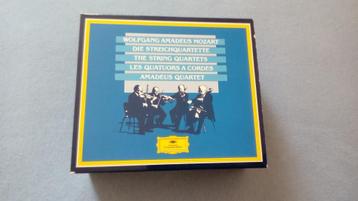 WOLFGANG AMADEUS MOZART
DIE STREICHQUARTETTE
THE STRING QUARTETS
LES QUATUORS A CORDES
AMADEUS QUARTET